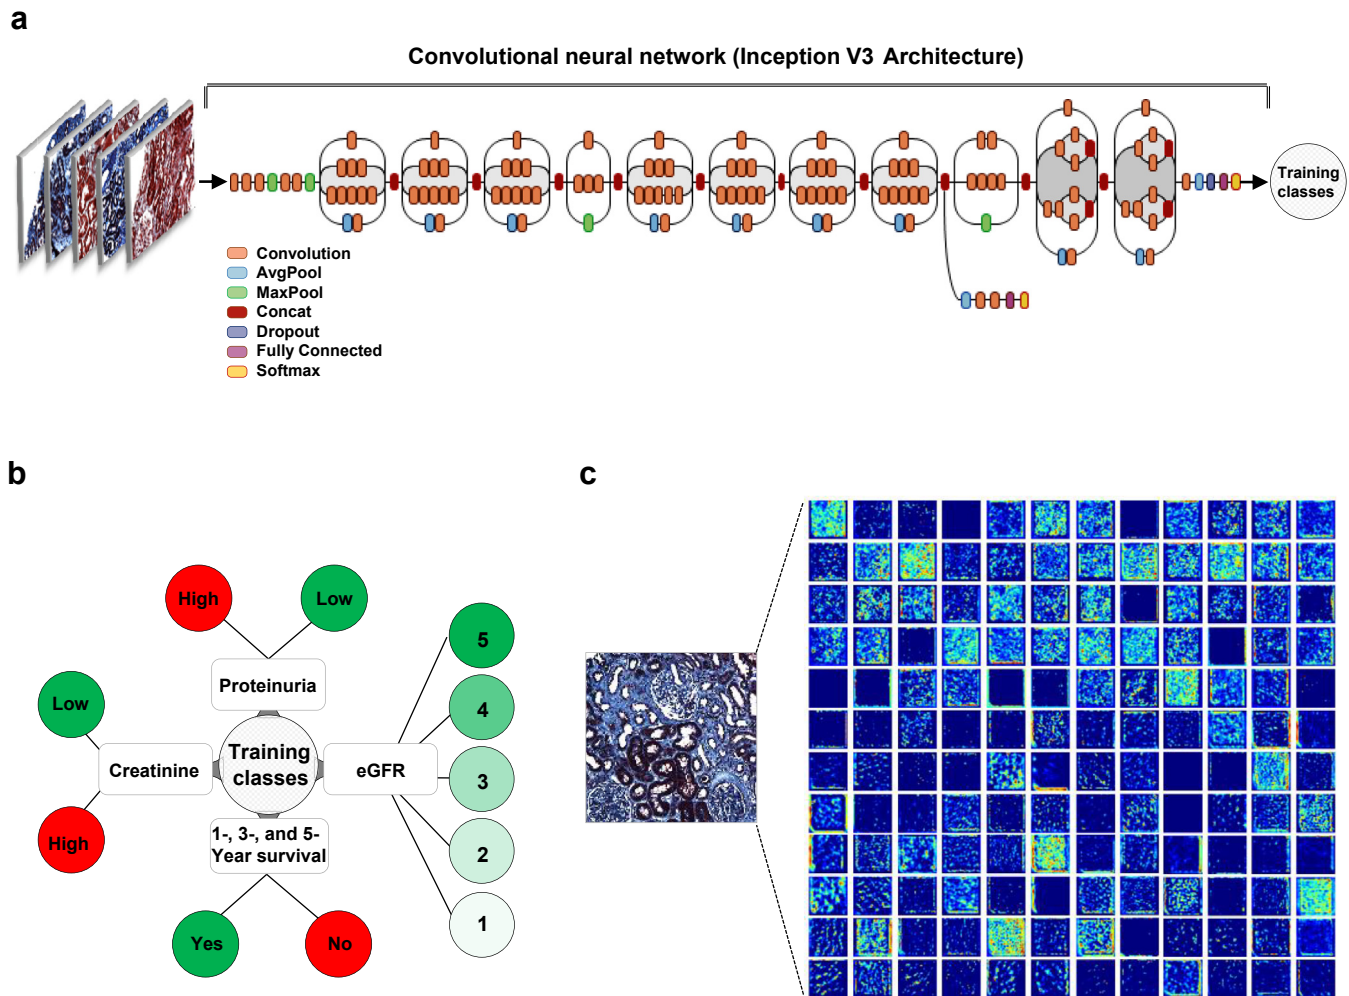 a
Convolutional neural network (Inception V3 Architecture)
Training
classes
Convolution
AvgPool
MaxPool
Concat
Dropout
Fully Connected
Softmax
b
c
High
Low
5
Proteinuria
4
Low
Training
classes
Creatinine
eGFR
3
1-, 3-, and 5-
Year survival
High
2
1
Yes
No